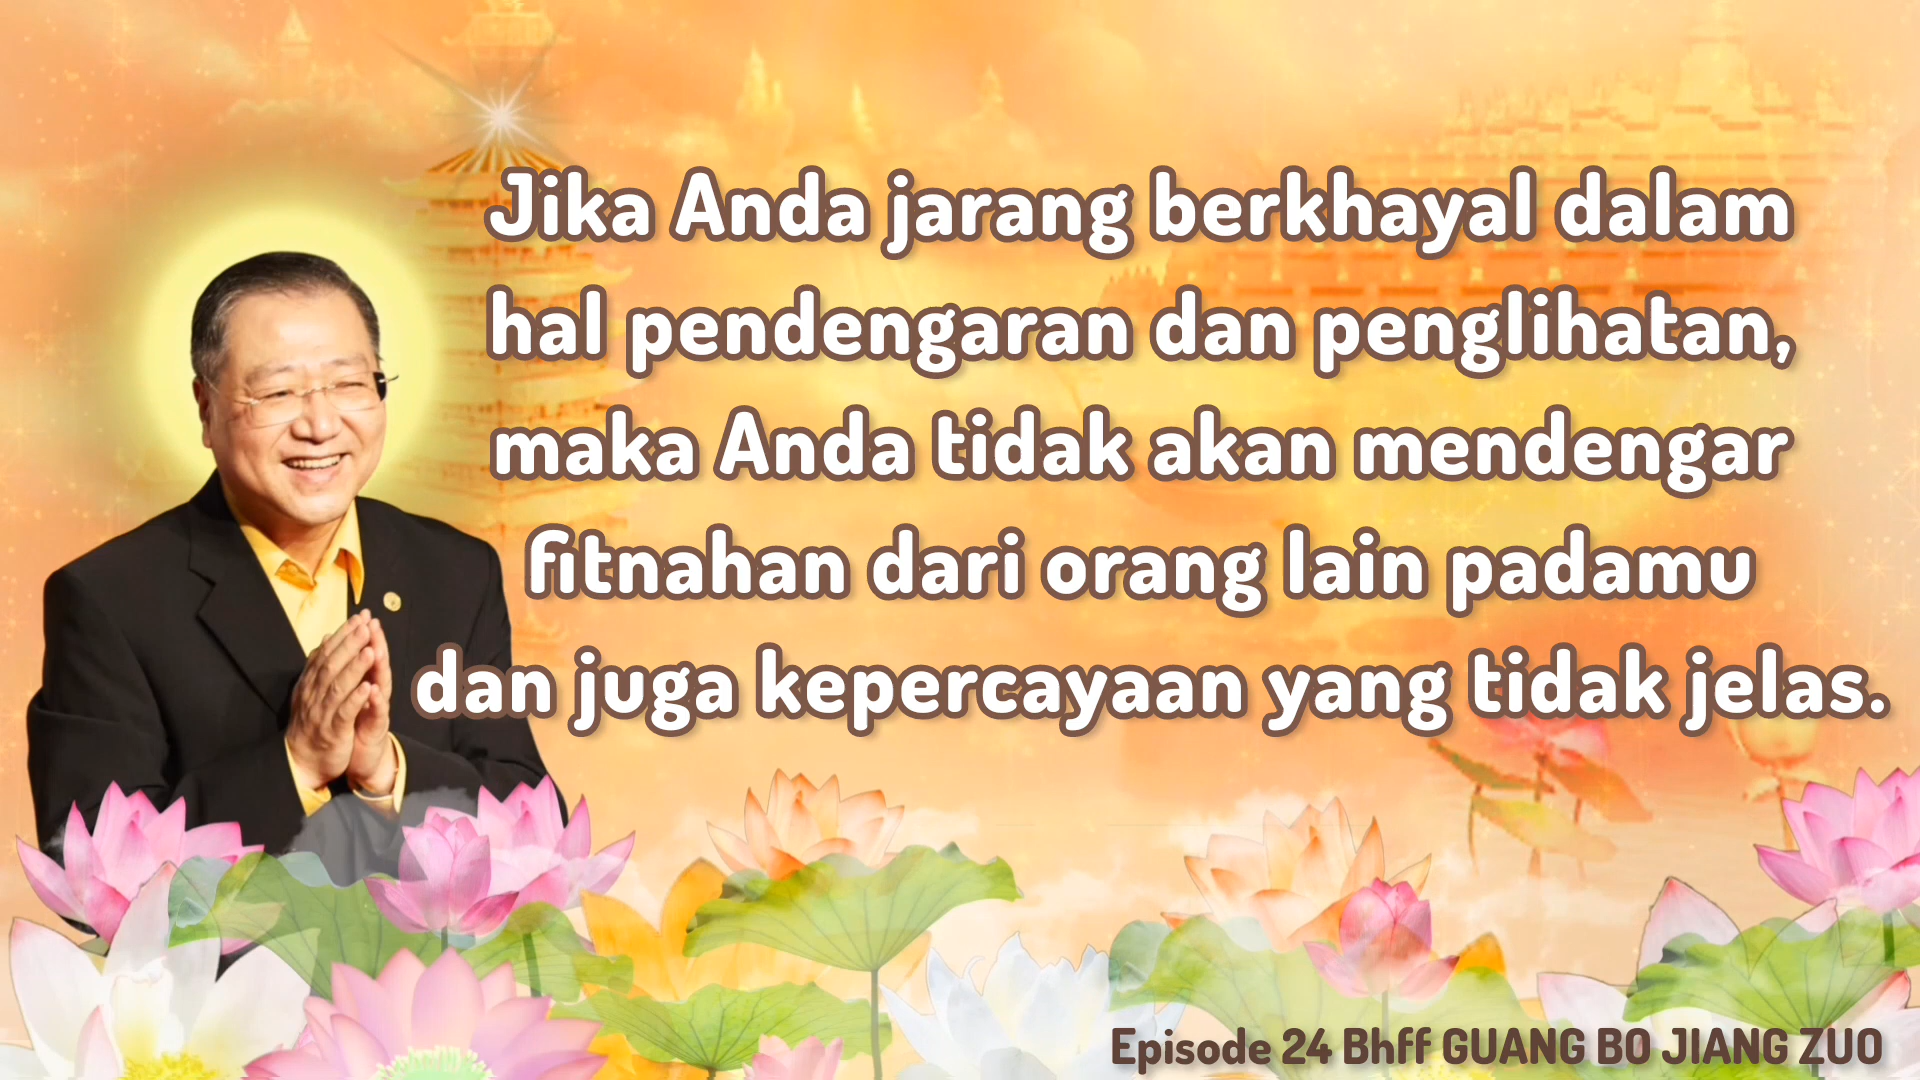 Jika Anda jarang berkhayal dalam
hal pendengaran dan penglihatan,
maka Anda tidak akan mendengar
fitnahan dari orang lain padamu
dan juga kepercayaan yang tidak jelas.
Episode 24 Bhff GUANG BO JIANG ZUO